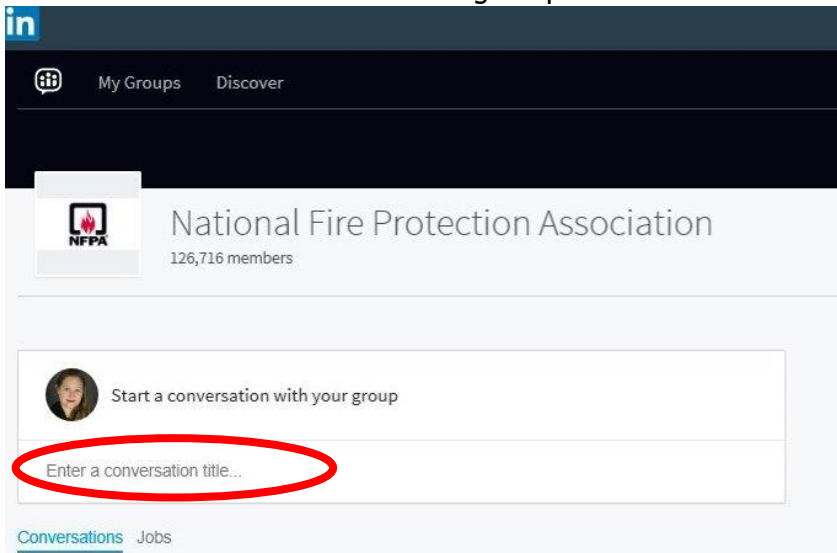 in
My Groups Discover
NFPA
National Fire Protection Association
126,716 members
Start a conversation with your group
Enter a conversation title...
Conversations Jobs